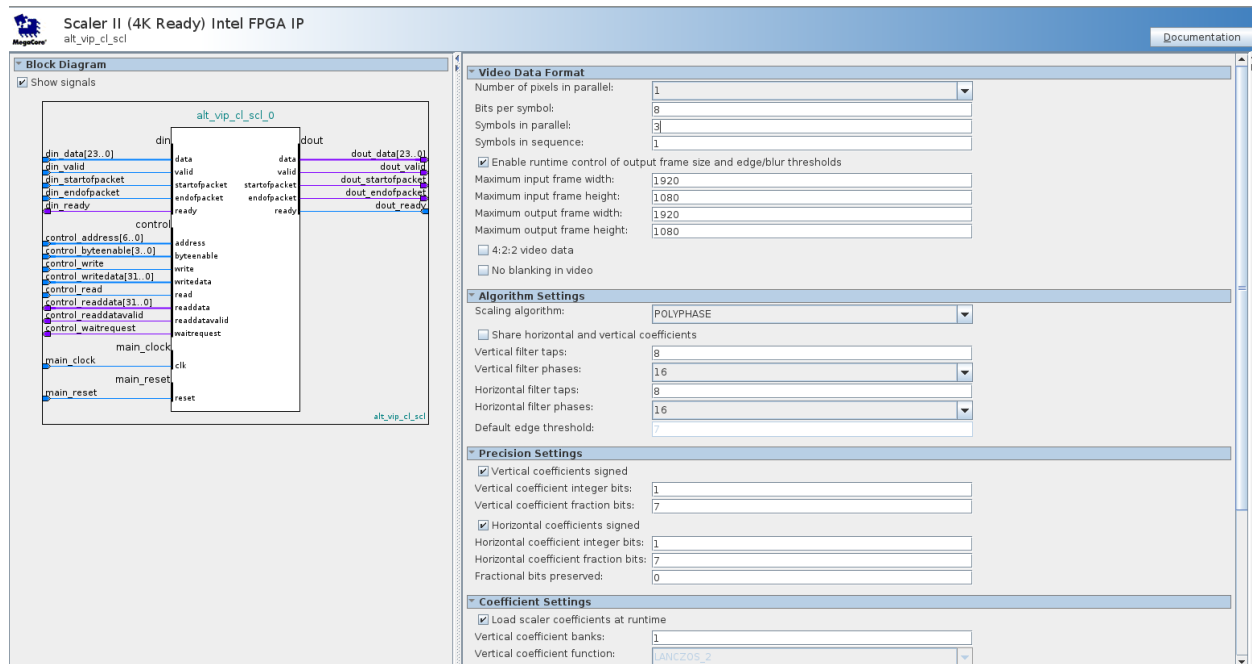 Scaler II (4K Ready) Intel FPGA IP
alt_vip_cl_scl
MegaCore®
Documentation
Block Diagram
Show signals
alt_vip_cl_scl_0
din
dout
din_data[23..0]
data
data
dout_data[23..0]
din_valid
valid
valid
dout_valid
din_startofpacket
startofpacket
startofpacket
dout_startofpacket
din_endofpacket
endofpacket
endofpacket
dout_endofpacket
din_ready
ready
ready
dout_ready
control
control_address[6..0]
address
control_byteenable[3..0]
byteenable
control_write
write
control_writedata[31..0]
writedata
control_read
read
control_readdata[31..0]
readdata
control_readdatavalid
readdatavalid
control_waitrequest
waitrequest
main_clock
main_clock
clk
main_reset
main_reset
reset
alt_vip_cl_scl
Video Data Format
Number of pixels in parallel: 1
Bits per symbol: 8
Symbols in parallel: 3
Symbols in sequence: 1
Enable runtime control of output frame size and edge/blur thresholds
Maximum input frame width: 1920
Maximum input frame height: 1080
Maximum output frame width: 1920
Maximum output frame height: 1080
4:2:2 video data
No blanking in video
Algorithm Settings
Scaling algorithm: POLYPHASE
Share horizontal and vertical coefficients
Vertical filter taps: 8
Vertical filter phases: 16
Horizontal filter taps: 8
Horizontal filter phases: 16
Default edge threshold: 7
Precision Settings
Vertical coefficients signed
Vertical coefficient integer bits: 1
Vertical coefficient fraction bits: 7
Horizontal coefficients signed
Horizontal coefficient integer bits: 1
Horizontal coefficient fraction bits: 7
Fractional bits preserved: 0
Coefficient Settings
Load scaler coefficients at runtime
Vertical coefficient banks: 1
Vertical coefficient function: LANCZOS_2